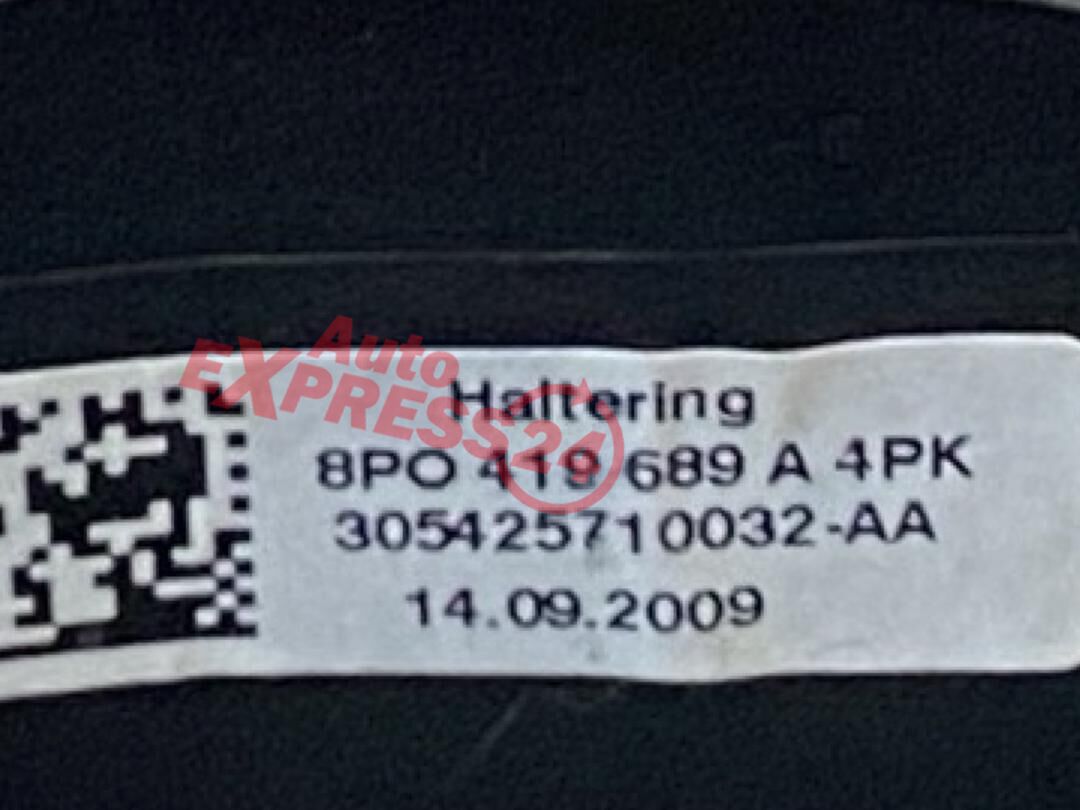 Auto
EXPRESS24
Haltering
8PO 419 689 A 4PK
305425710032-AA
14.09.2009